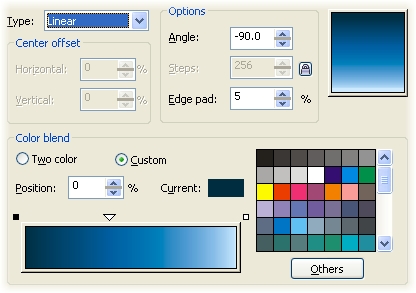 Type: Linear
Center offset
Horizontal: 0 %
Vertical: 0 %
Options
Angle: -90.0
Steps: 256
Edge pad: 5 %
Color blend
Two color Custom
Position: 0 % Current:
Others